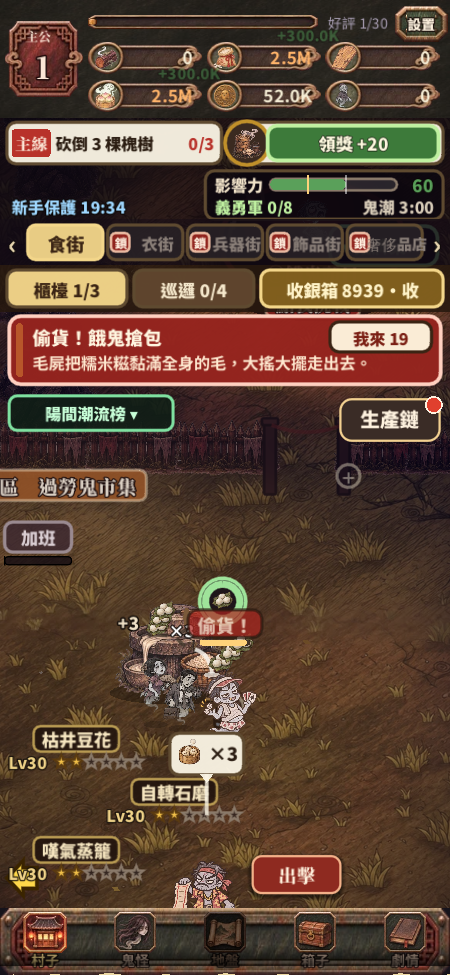 主公
1
好評 1/30
設置
+300.0K
0
2.5M
0
+300.0K
2.5M
52.0K
0
主線 砍倒 3 棵槐樹 0/3
領獎 +20
影響力 60
新手保護 19:34
義勇軍 0/8 鬼潮 3:00
‹ 食街 鎖 衣街 鎖 兵器街 鎖 飾品街 鎖 奢侈品店 ›
櫃檯 1/3
巡邏 0/4
收銀箱 8939・收
偷貨！餓鬼搶包
我來 19
毛屍把糯米糍黏滿全身的毛，大搖大擺走出去。
陽間潮流榜 ▾
生產鏈
區 過勞鬼市集
加班
+3
偷貨！
×3
枯井豆花
Lv30
自轉石磨
Lv30
嘆氣蒸籠
Lv30
出擊
村子 鬼怪 地盤 箱子 劇情